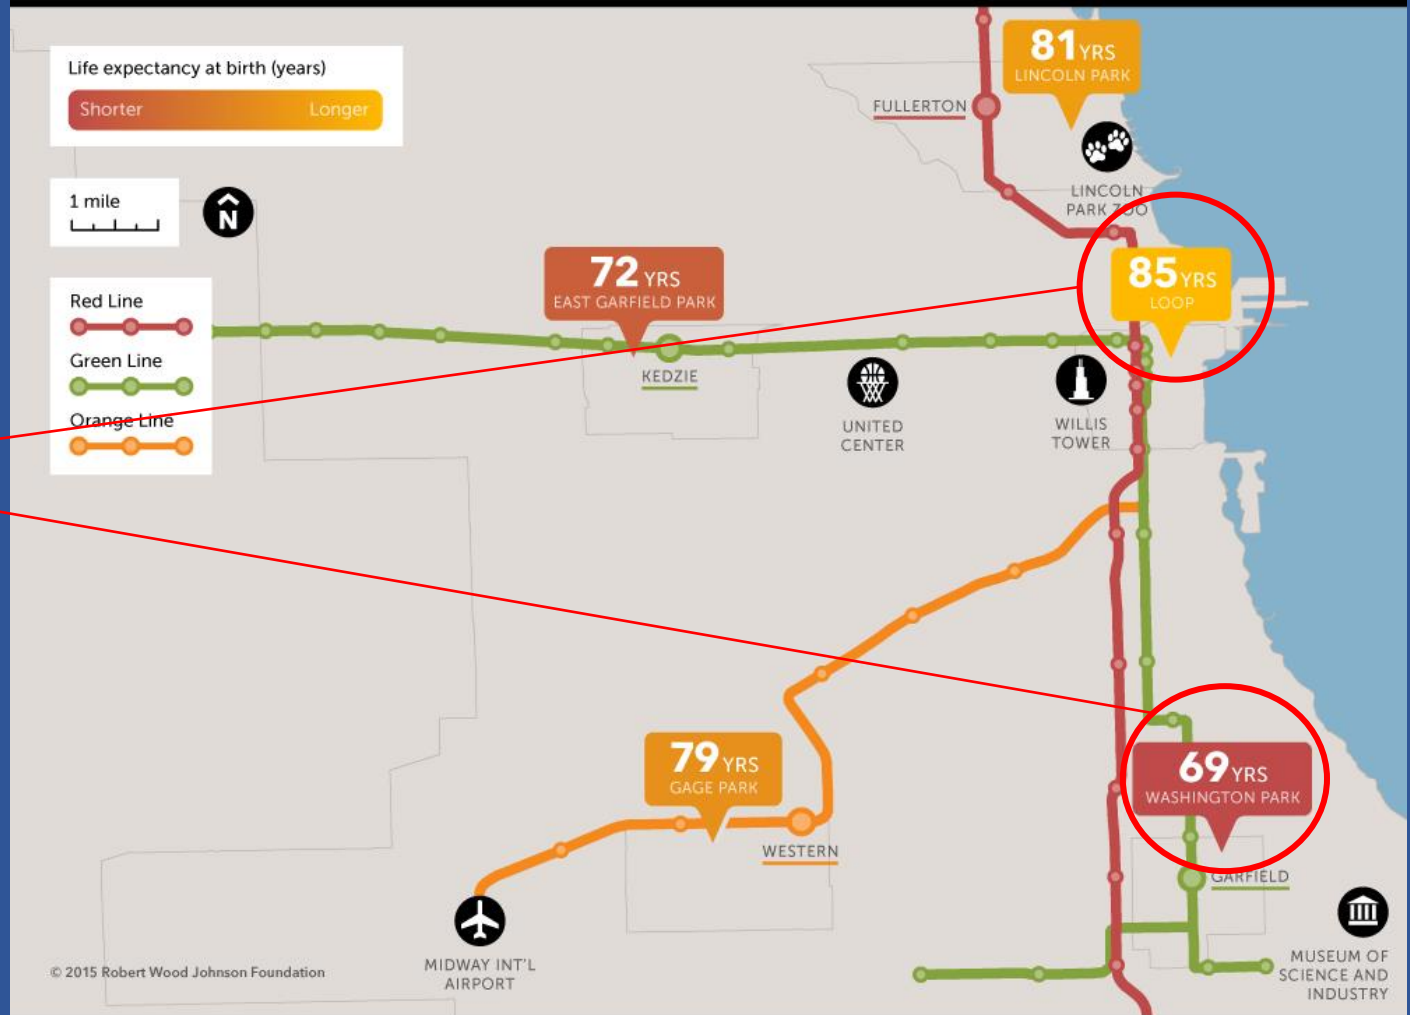 Life expectancy at birth (years)
Shorter Longer
1 mile
N
Red Line
Green Line
Orange Line
81 YRS
LINCOLN PARK
FULLERTON
LINCOLN
PARK ZOO
72 YRS
EAST GARFIELD PARK
85 YRS
LOOP
KEDZIE
UNITED
CENTER
WILLIS
TOWER
79 YRS
GAGE PARK
WESTERN
69 YRS
WASHINGTON PARK
GARFIELD
MIDWAY INT'L
AIRPORT
MUSEUM OF
SCIENCE AND
INDUSTRY
© 2015 Robert Wood Johnson Foundation